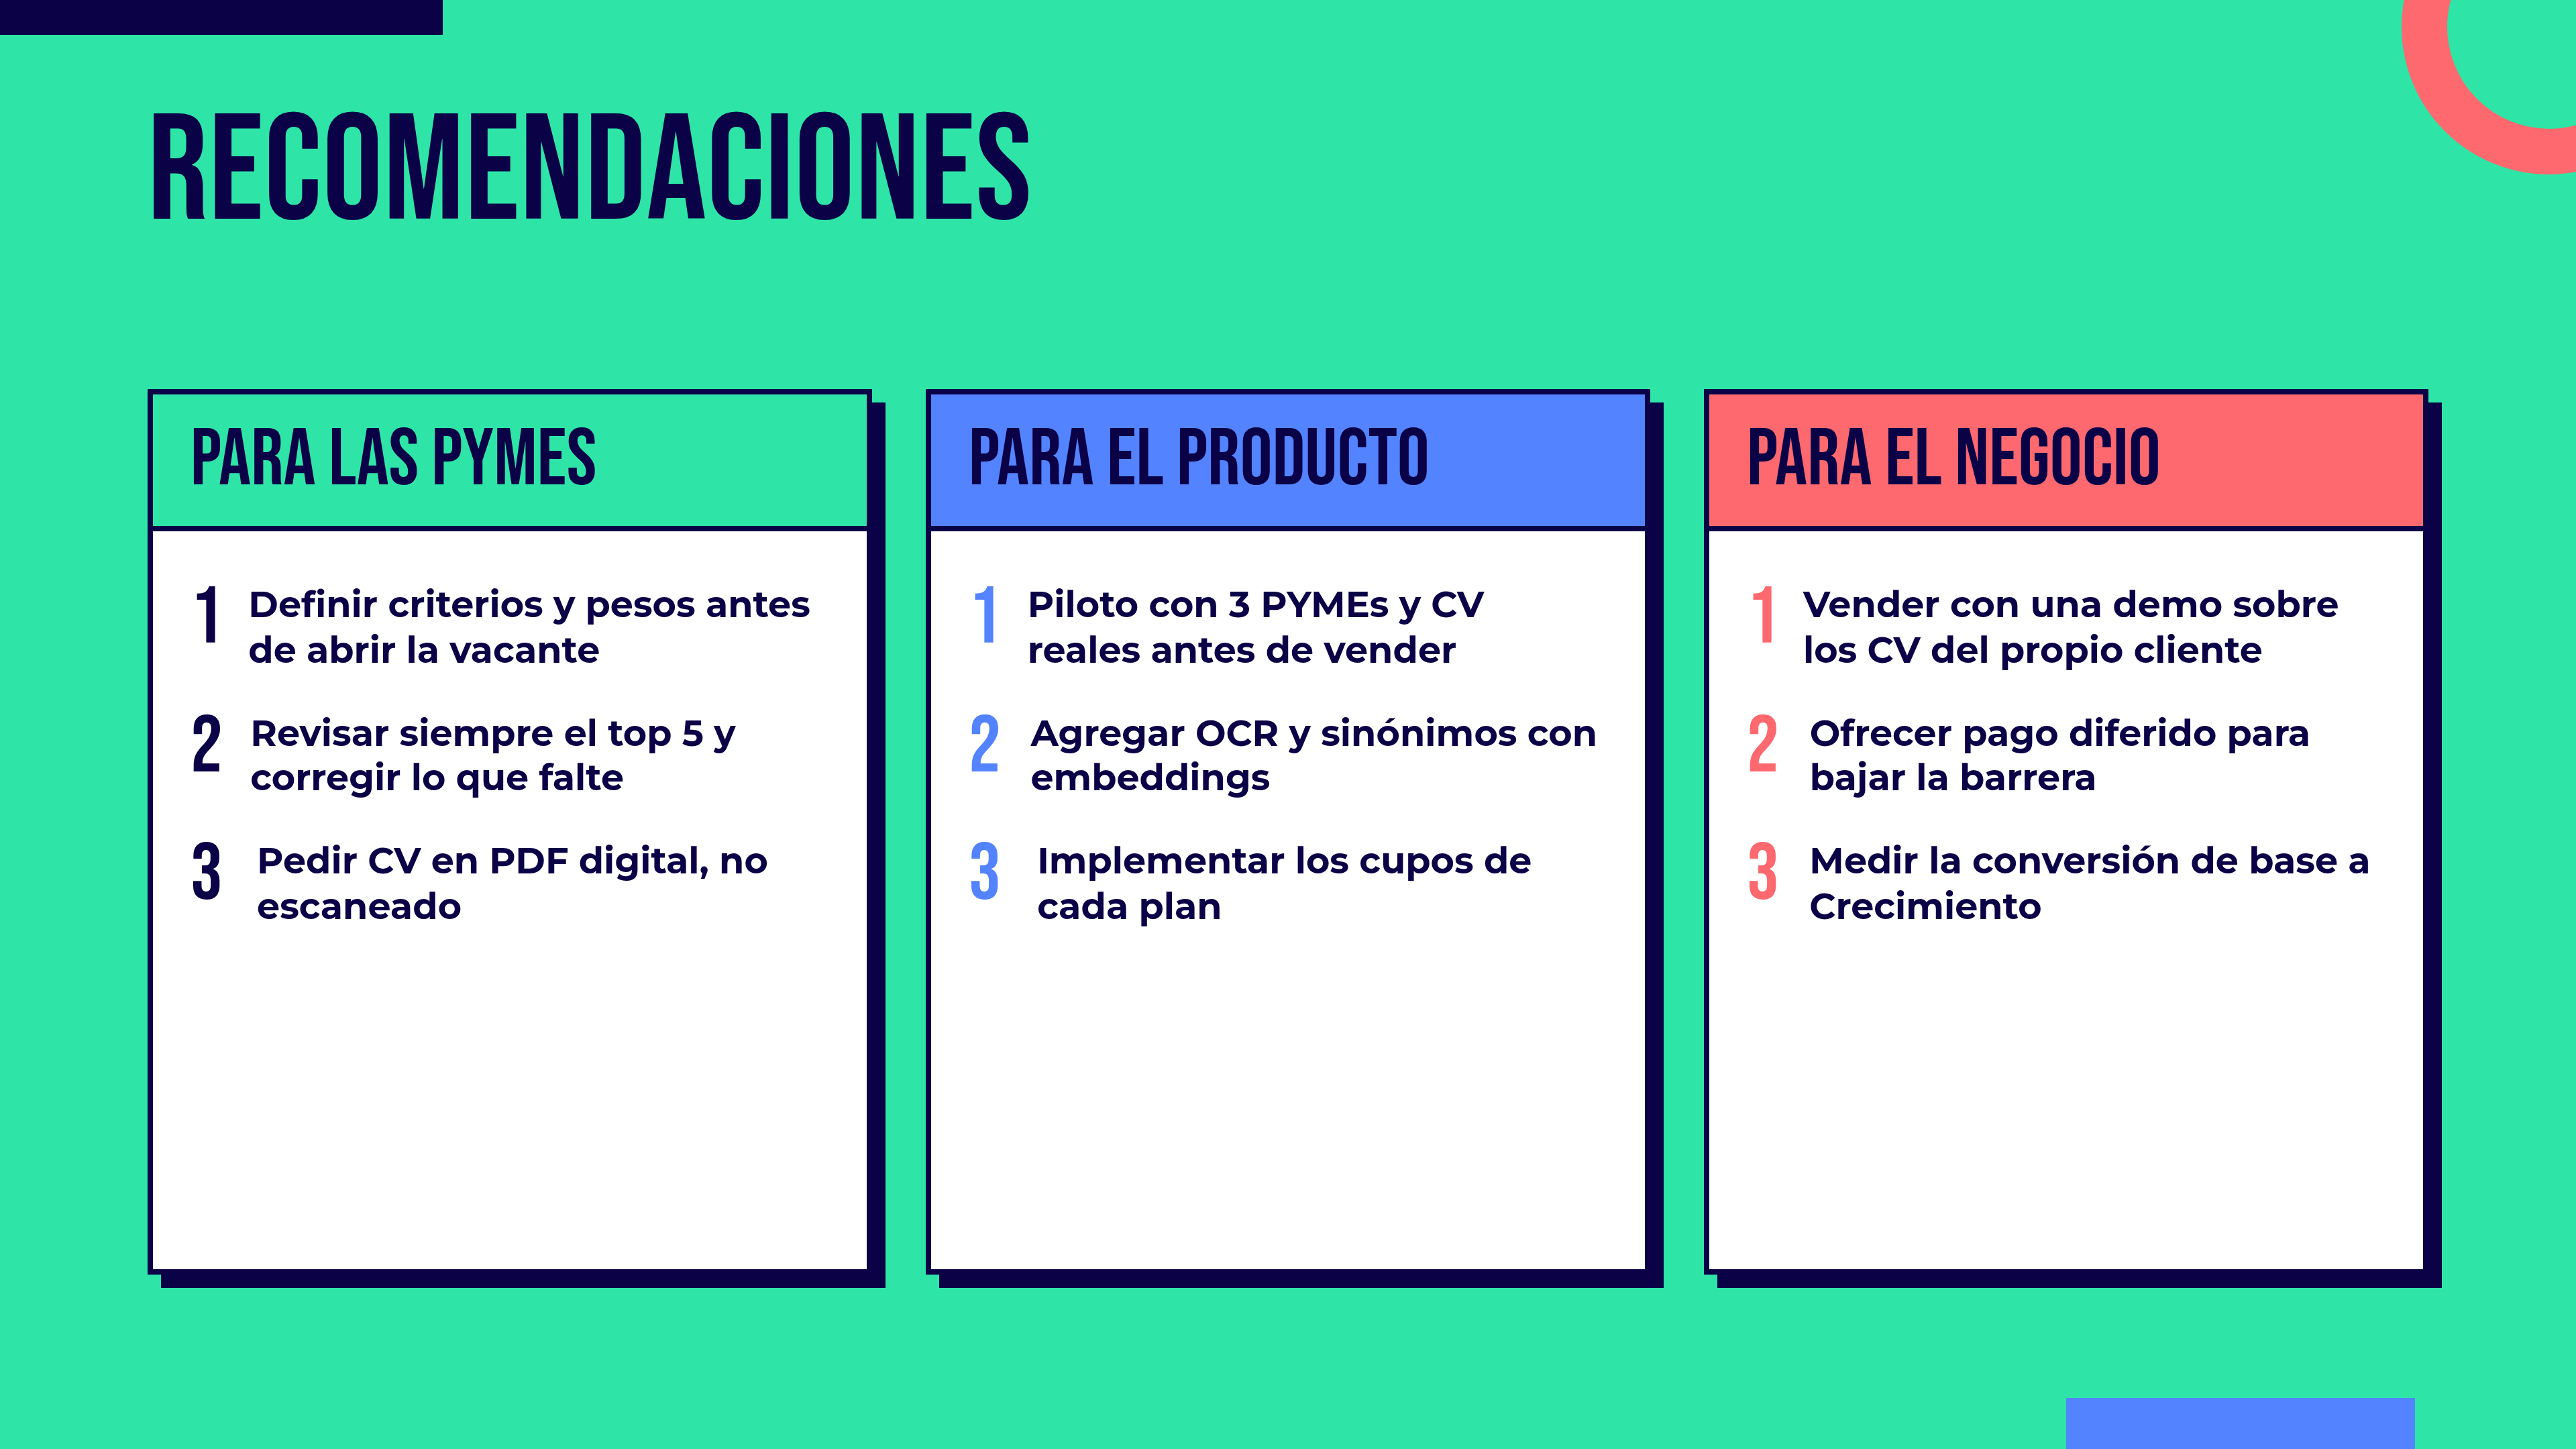 RECOMENDACIONES
PARA LAS PYMES
1 Definir criterios y pesos antes
de abrir la vacante
2 Revisar siempre el top 5 y
corregir lo que falte
3 Pedir CV en PDF digital, no
escaneado
PARA EL PRODUCTO
1 Piloto con 3 PYMEs y CV
reales antes de vender
2 Agregar OCR y sinónimos con
embeddings
3 Implementar los cupos de
cada plan
PARA EL NEGOCIO
1 Vender con una demo sobre
los CV del propio cliente
2 Ofrecer pago diferido para
bajar la barrera
3 Medir la conversión de base a
Crecimiento